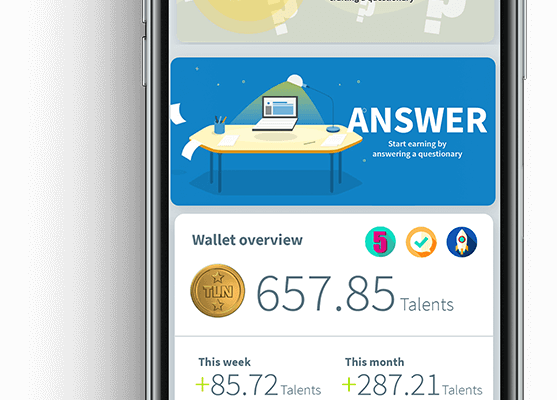 ANSWER
Start earning by
answering a questionary
Wallet overview
5
TLN
657.85 Talents
This week
This month
+85.72 Talents
+287.21 Talents